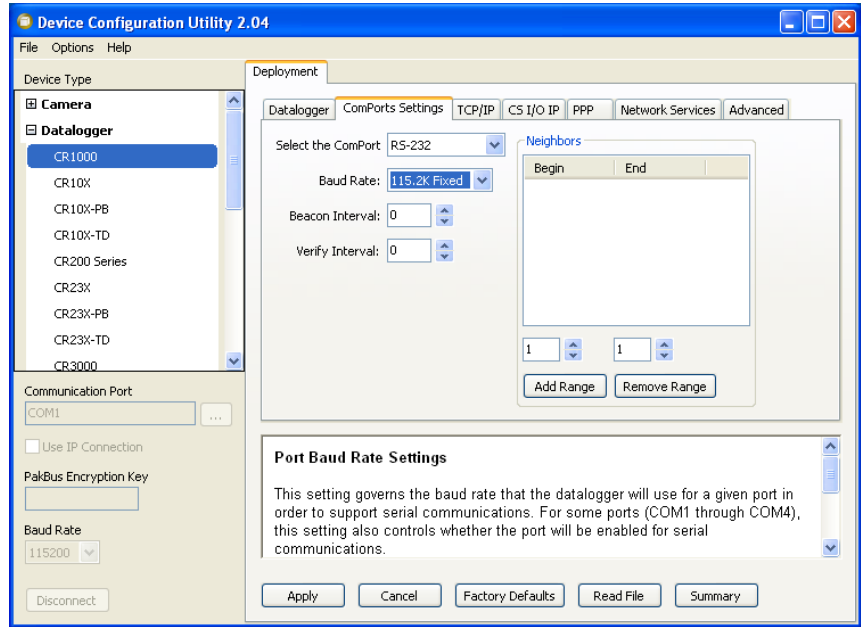 Device Configuration Utility 2.04
File Options Help
Device Type
Camera
Datalogger
CR1000
CR10X
CR10X-PB
CR10X-TD
CR200 Series
CR23X
CR23X-PB
CR23X-TD
CR3000
Communication Port
COM1
...
Use IP Connection
PakBus Encryption Key
Baud Rate
115200
Disconnect
Deployment
Datalogger ComPorts Settings TCP/IP CS I/O IP PPP Network Services Advanced
Select the ComPort RS-232
Baud Rate: 115.2K Fixed
Beacon Interval: 0
Verify Interval: 0
Neighbors
Begin End
1 1
Add Range Remove Range
Port Baud Rate Settings
This setting governs the baud rate that the datalogger will use for a given port in
order to support serial communications. For some ports (COM1 through COM4),
this setting also controls whether the port will be enabled for serial
communications.
Apply Cancel Factory Defaults Read File Summary